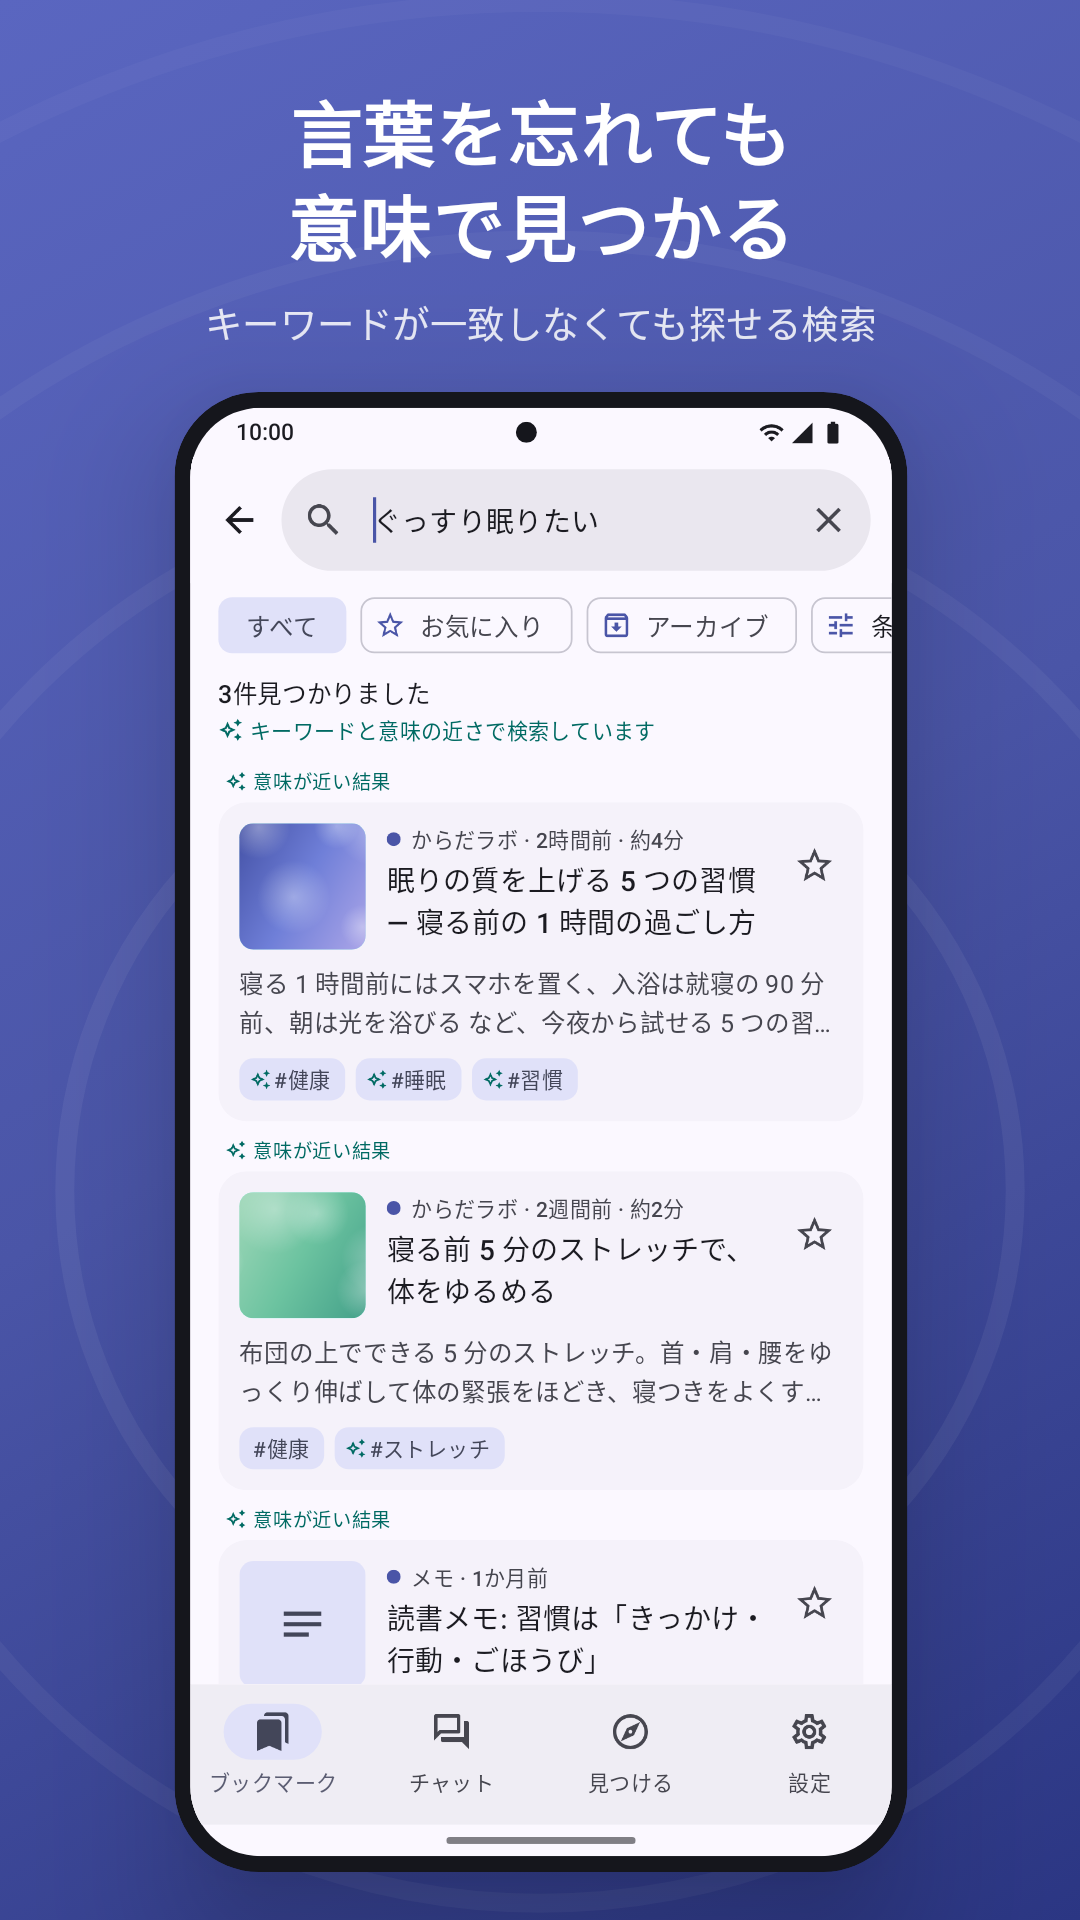 言葉を忘れても
意味で見つかる
キーワードが一致しなくても探せる検索
10:00
ぐっすり眠りたい
すべて
お気に入り
アーカイブ
条
3件見つかりました
キーワードと意味の近さで検索しています
意味が近い結果
からだラボ · 2時間前 · 約4分
眠りの質を上げる 5 つの習慣
— 寝る前の 1 時間の過ごし方
寝る 1 時間前にはスマホを置く、入浴は就寝の 90 分
前、朝は光を浴びる など、今夜から試せる 5 つの習…
#健康
#睡眠
#習慣
意味が近い結果
からだラボ · 2週間前 · 約2分
寝る前 5 分のストレッチで、
体をゆるめる
布団の上でできる 5 分のストレッチ。首・肩・腰をゆ
っくり伸ばして体の緊張をほどき、寝つきをよくす…
#健康
#ストレッチ
意味が近い結果
メモ · 1か月前
読書メモ: 習慣は「きっかけ・
行動・ごほうび」
ブックマーク
チャット
見つける
設定